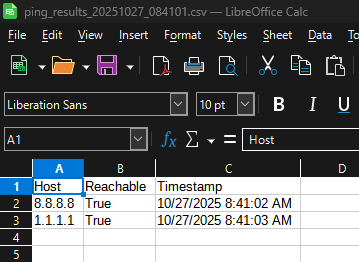 ping_results_20251027_084101.csv — LibreOffice Calc
File Edit View Insert Format Styles Sheet Data To
Liberation Sans 10 pt B I U
A1 fx Σ = Host
A B C D
1 Host Reachable Timestamp
2 8.8.8.8 True 10/27/2025 8:41:02 AM
3 1.1.1.1 True 10/27/2025 8:41:03 AM
4
5